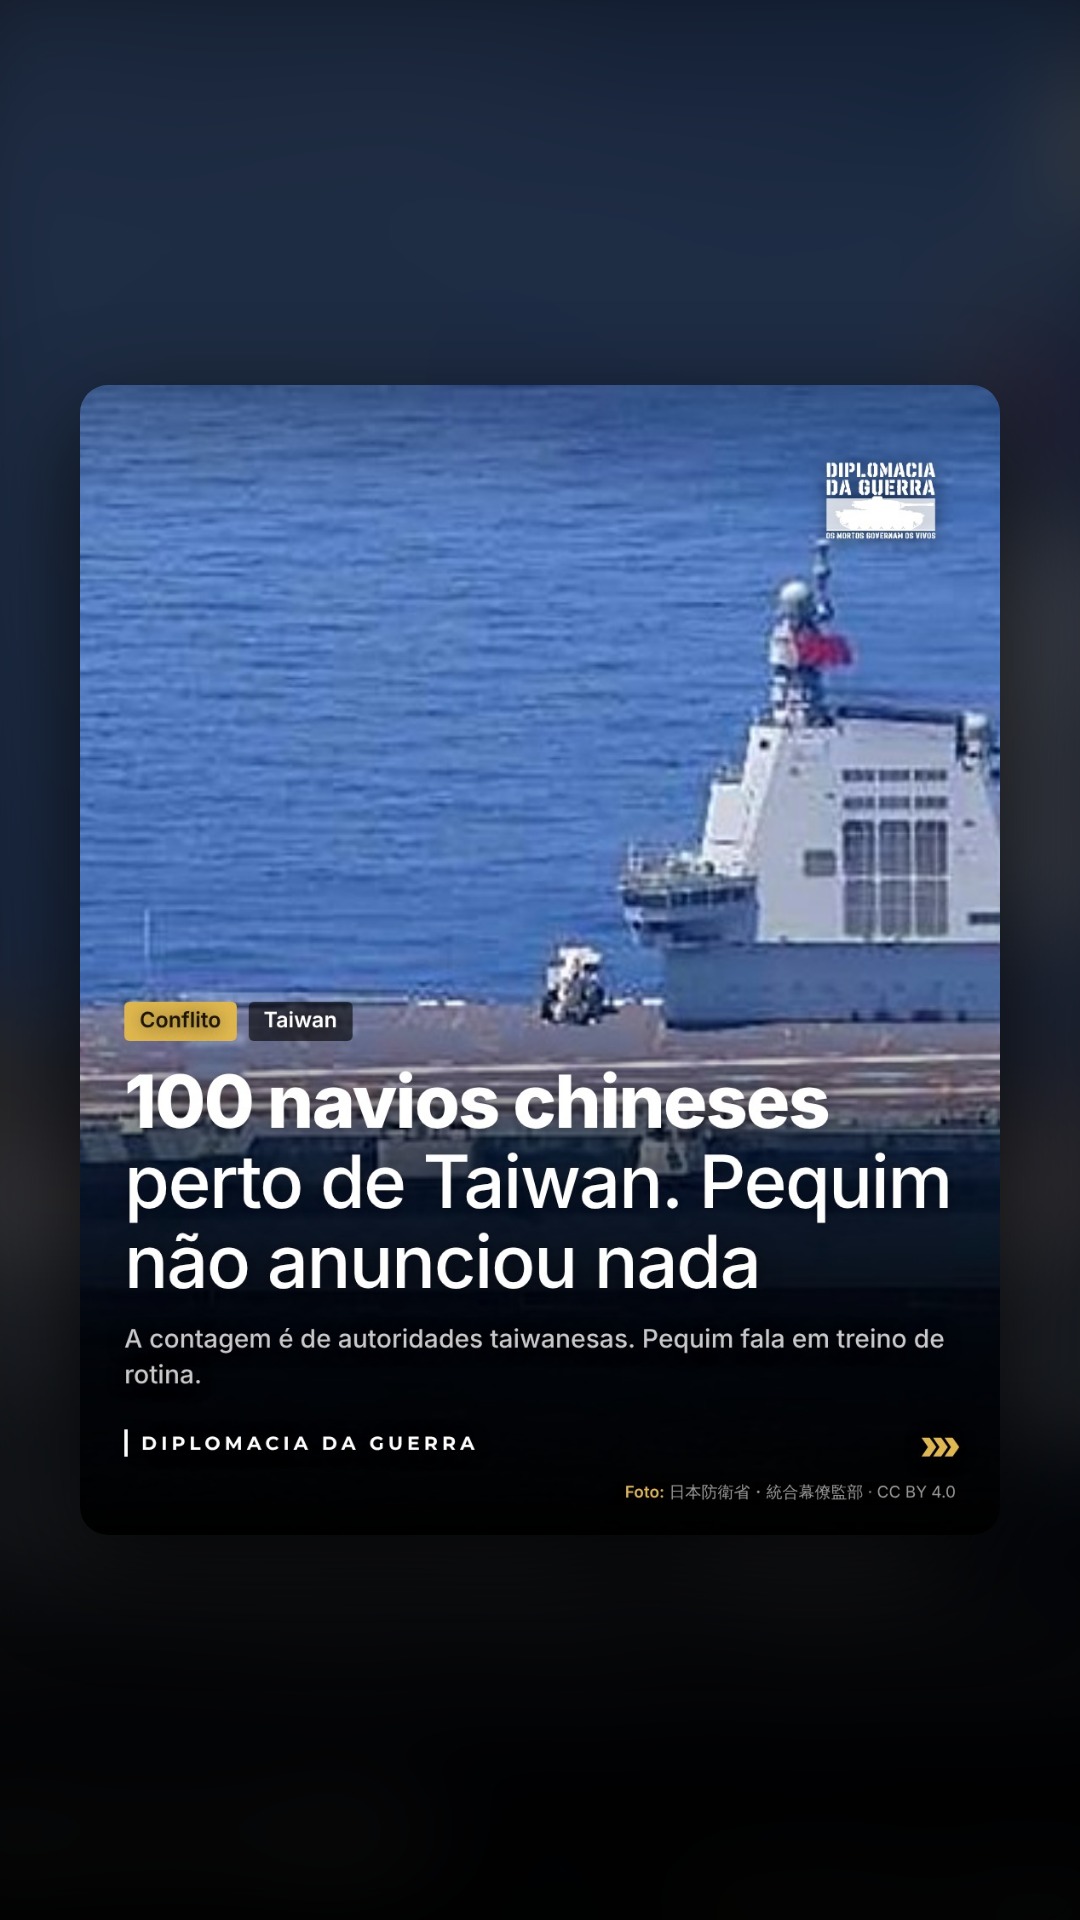 DIPLOMACIA
DA GUERRA
OS MORTOS GOVERNAM OS VIVOS
Conflito
Taiwan
100 navios chineses
perto de Taiwan. Pequim
não anunciou nada
A contagem é de autoridades taiwanesas. Pequim fala em treino de
rotina.
DIPLOMACIA DA GUERRA
Foto: 日本防衛省・統合幕僚監部 · CC BY 4.0